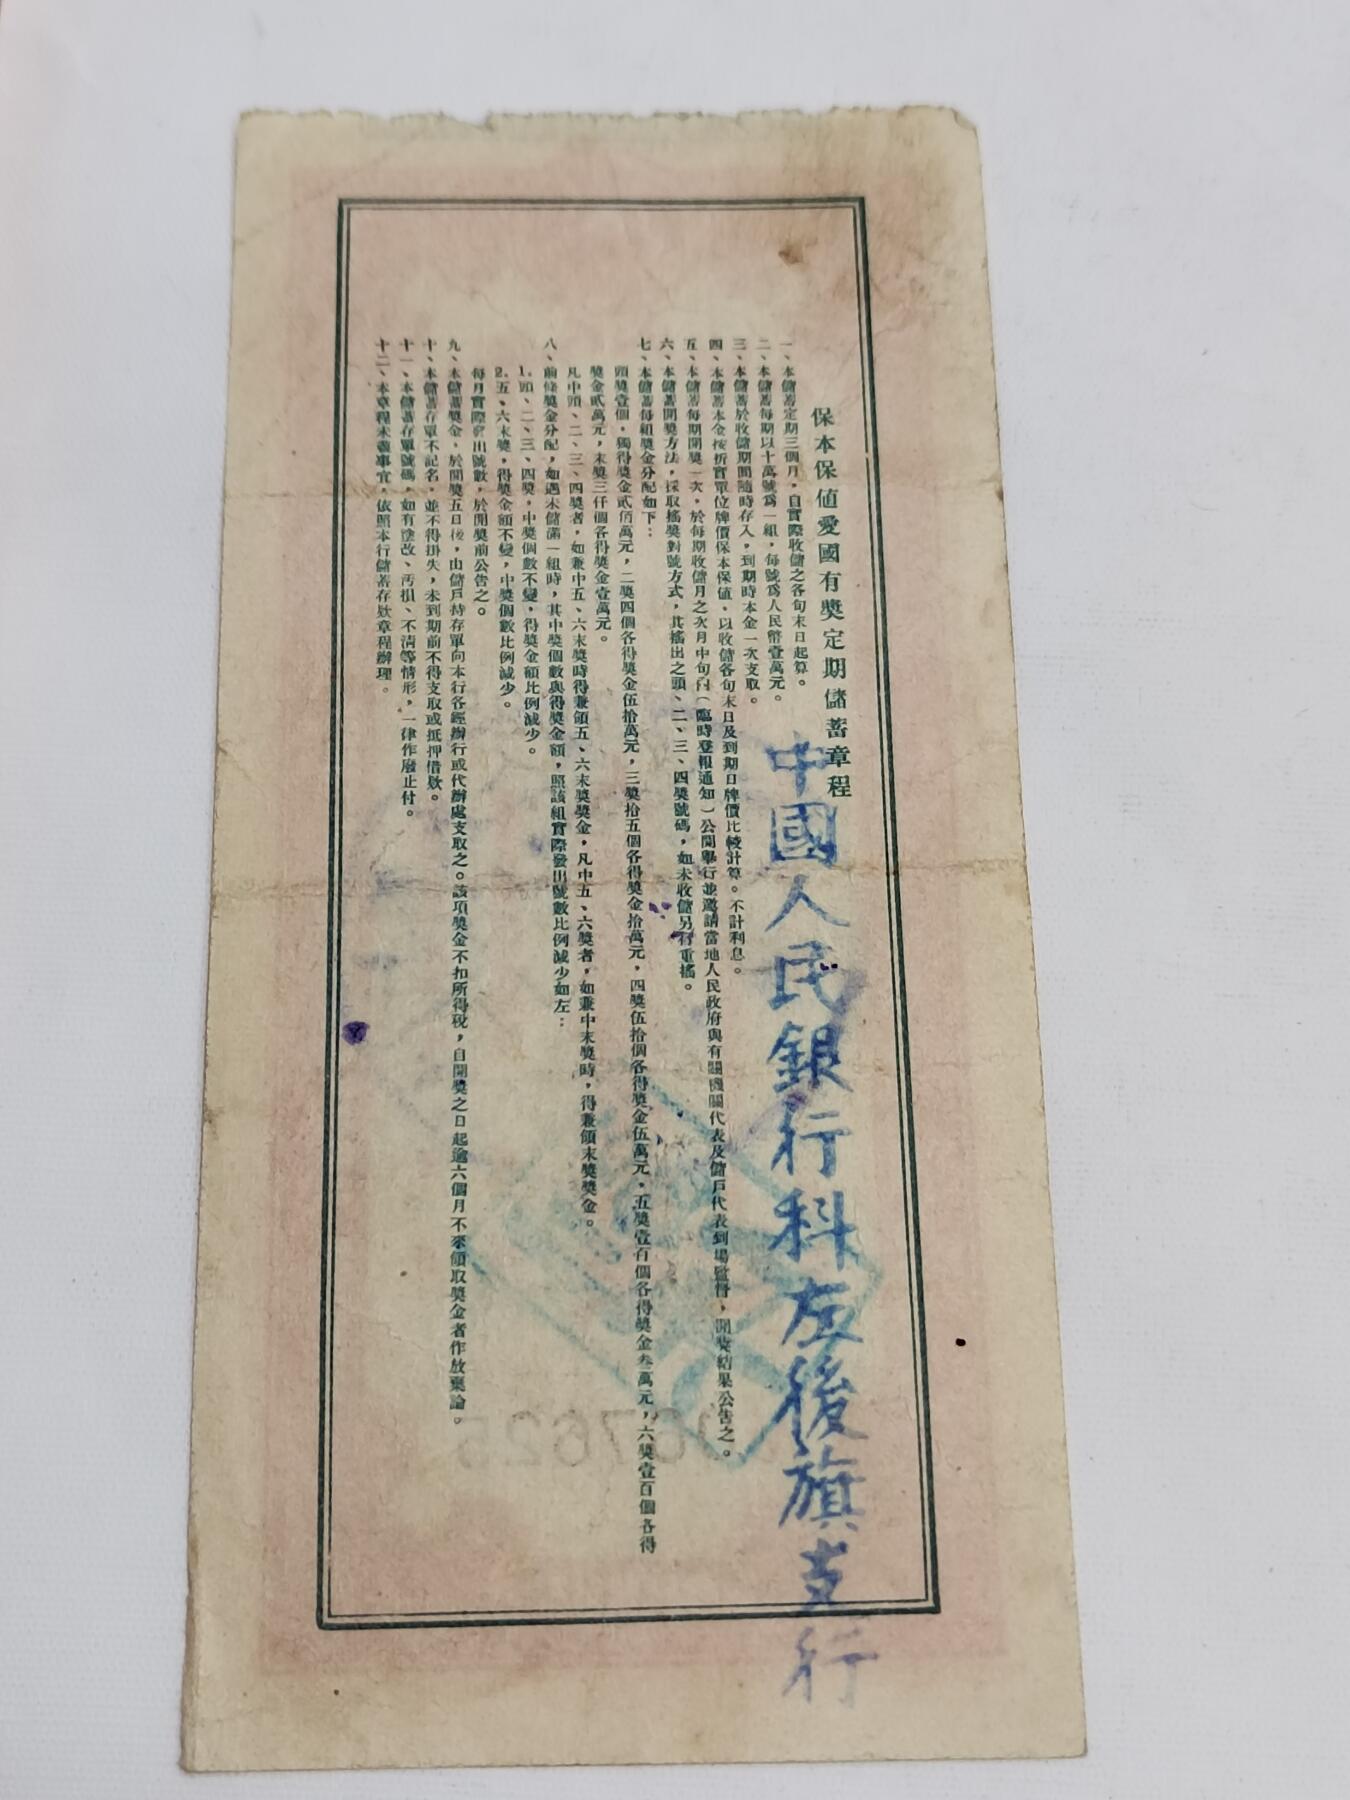 保本保值愛國有獎定期儲蓄章程
一、本儲蓄定期三個月，自實際收儲之各旬末日起算。
二、本儲蓄每期以十萬號爲一組，每號爲人民幣壹萬元。
三、本儲蓄於收儲期間隨時存入，到期時本金一次支取。
四、本儲蓄本金按折實單位牌價保本保值，以收儲各旬末日及到期日牌價比較計算。不計利息。
五、本儲蓄每期開獎一次，於每期收儲月之次月中旬內（臨時登報通知）公開舉行並邀請當地人民政府與有關機關代表及儲戶代表到場監督，開獎結果公告之。
六、本儲蓄開獎方法，採取搖獎對號方式，其搖出之頭、二、三、四獎號碼，如未收儲另行重搖。
七、本儲蓄每組獎金分配如下：
頭獎壹個，獨得獎金貳佰萬元，二獎四個各得獎金伍拾萬元，三獎拾五個各得獎金拾萬元，四獎伍拾個各得獎金伍萬元，五獎壹百個各得獎金叁萬元，六獎壹百個各得
獎金貳萬元，末獎三仟個各得獎金壹萬元。
凡中頭、二、三、四獎者，如兼中五、六末獎時得兼領五、六末獎獎金，凡中五、六獎者，如兼中末獎時，得兼領末獎獎金。
八、前條獎金分配，如遇未儲滿一組時，其中獎個數與得獎金額，照該組實際發出號數比例減少如左：
1.頭、二、三、四獎，中獎個數不變，得獎金額比例減少。
2.五、六末獎，得獎金額不變，中獎個數比例減少。
每月實際發出號數，於開獎前公告之。
九、本儲蓄獎金，於開獎五日後，由儲戶持存單向本行各經辦行或代辦處支取之。該項獎金不扣所得稅，自開獎之日起逾六個月不來領取獎金者作放棄論。
十、本儲蓄存單不記名，並不得掛失，未到期前不得支取或抵押借款。
十一、本儲蓄存單號碼，如有塗改、汚損、不淸等情形，一律作廢止付。
十二、本章程未盡事宜，依照本行儲蓄存款章程辦理。
中國人民銀行科左後旗支行